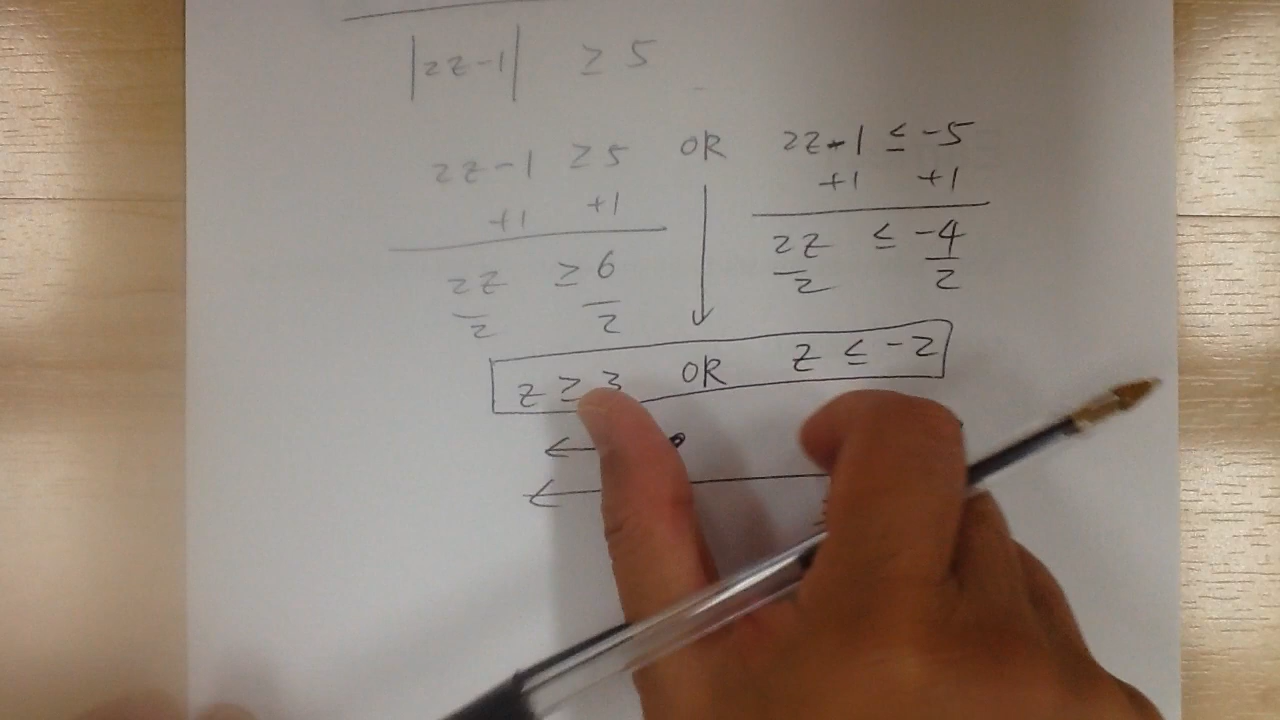 |2z-1| ≥ 5
2z-1 ≥ 5 OR 2z-1 ≤ -5
+1 +1 +1 +1
2z ≥ 6 2z ≤ -4
2 2 2 2
z ≥ 3 OR z ≤ -2